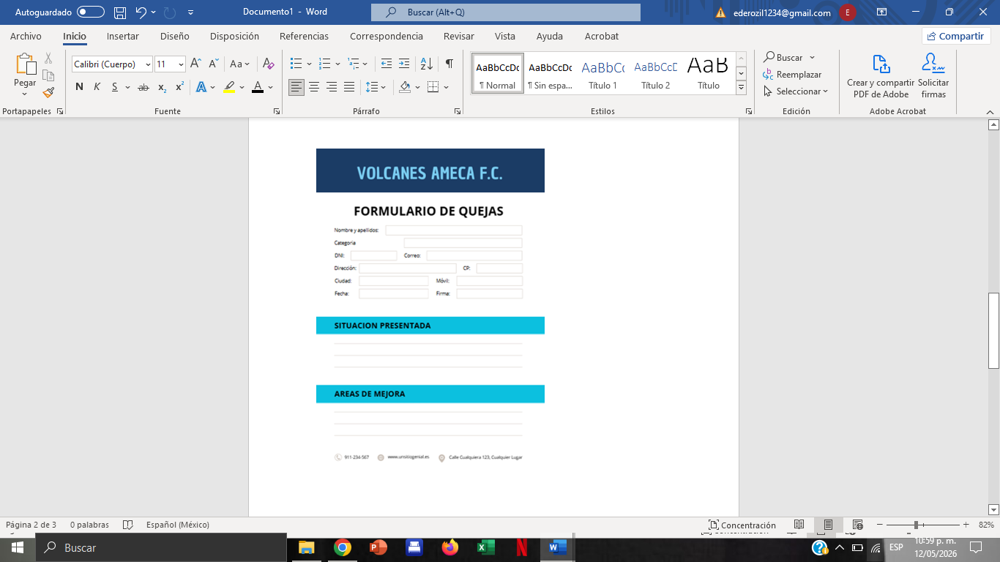 Autoguardado Documento1 - Word Buscar (Alt+Q) ederozil1234@gmail.com E
Archivo Inicio Insertar Diseño Disposición Referencias Correspondencia Revisar Vista Ayuda Acrobat Compartir
Pegar
Calibri (Cuerpo) 11 Aa
N K S ab x₂ x² A A
AaBbCcDc AaBbCcDc AaBbCc AaBbCcD AaB
¶ Normal ¶ Sin espa... Título 1 Título 2 Título
Buscar
Reemplazar
Seleccionar
Crear y compartir
PDF de Adobe
Solicitar
firmas
Portapapeles Fuente Párrafo Estilos Edición Adobe Acrobat
VOLCANES AMECA F.C.
FORMULARIO DE QUEJAS
Nombre y apellidos:
Categoria
DNI: Correo:
Dirección: CP:
Ciudad: Móvil:
Fecha: Firma:
SITUACION PRESENTADA
AREAS DE MEJORA
911-234-567 www.unsitiogenial.es Calle Cualquiera 123, Cualquier Lugar
Página 2 de 3 0 palabras Español (México) Concentración 82%
Buscar
ESP
10:59 p. m.
12/05/2026